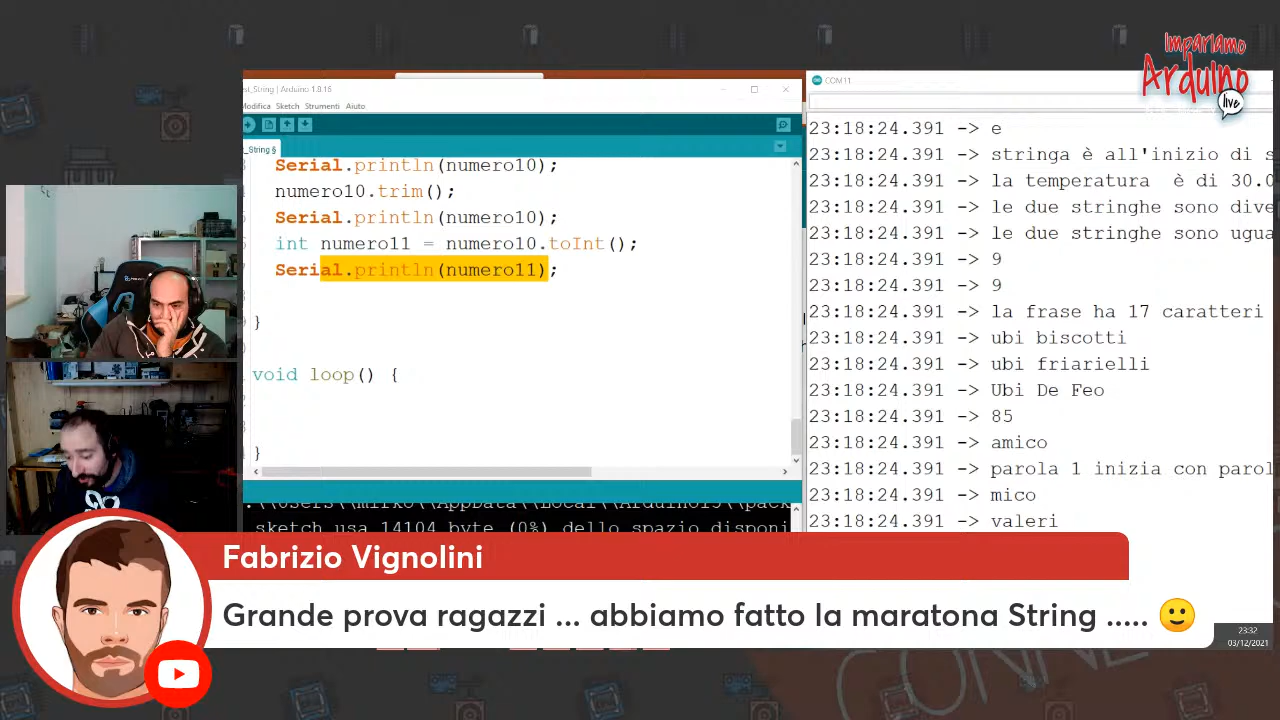 Impariamo
Arduino
live
est_String | Arduino 1.8.15
Modifica Sketch Strumenti Aiuto
_String §
Serial.println(numero10);
numero10.trim();
Serial.println(numero10);
int numero11 = numero10.toInt();
Serial.println(numero11);
}
void loop() {
}
sketch usa 14104 byte (0%) dello spazio disponi
COM11
23:18:24.391 -> e
23:18:24.391 -> stringa è all'inizio di s
23:18:24.391 -> la temperatura è di 30.0
23:18:24.391 -> le due stringhe sono dive
23:18:24.391 -> le due stringhe sono ugua
23:18:24.391 -> 9
23:18:24.391 -> 9
23:18:24.391 -> la frase ha 17 caratteri
23:18:24.391 -> ubi biscotti
23:18:24.391 -> ubi friarielli
23:18:24.391 -> Ubi De Feo
23:18:24.391 -> 85
23:18:24.391 -> amico
23:18:24.391 -> parola 1 inizia con parol
23:18:24.391 -> mico
23:18:24.391 -> valeri
Fabrizio Vignolini
Grande prova ragazzi ... abbiamo fatto la maratona String ..... 🙂
23:32
03/12/2021
CONNE